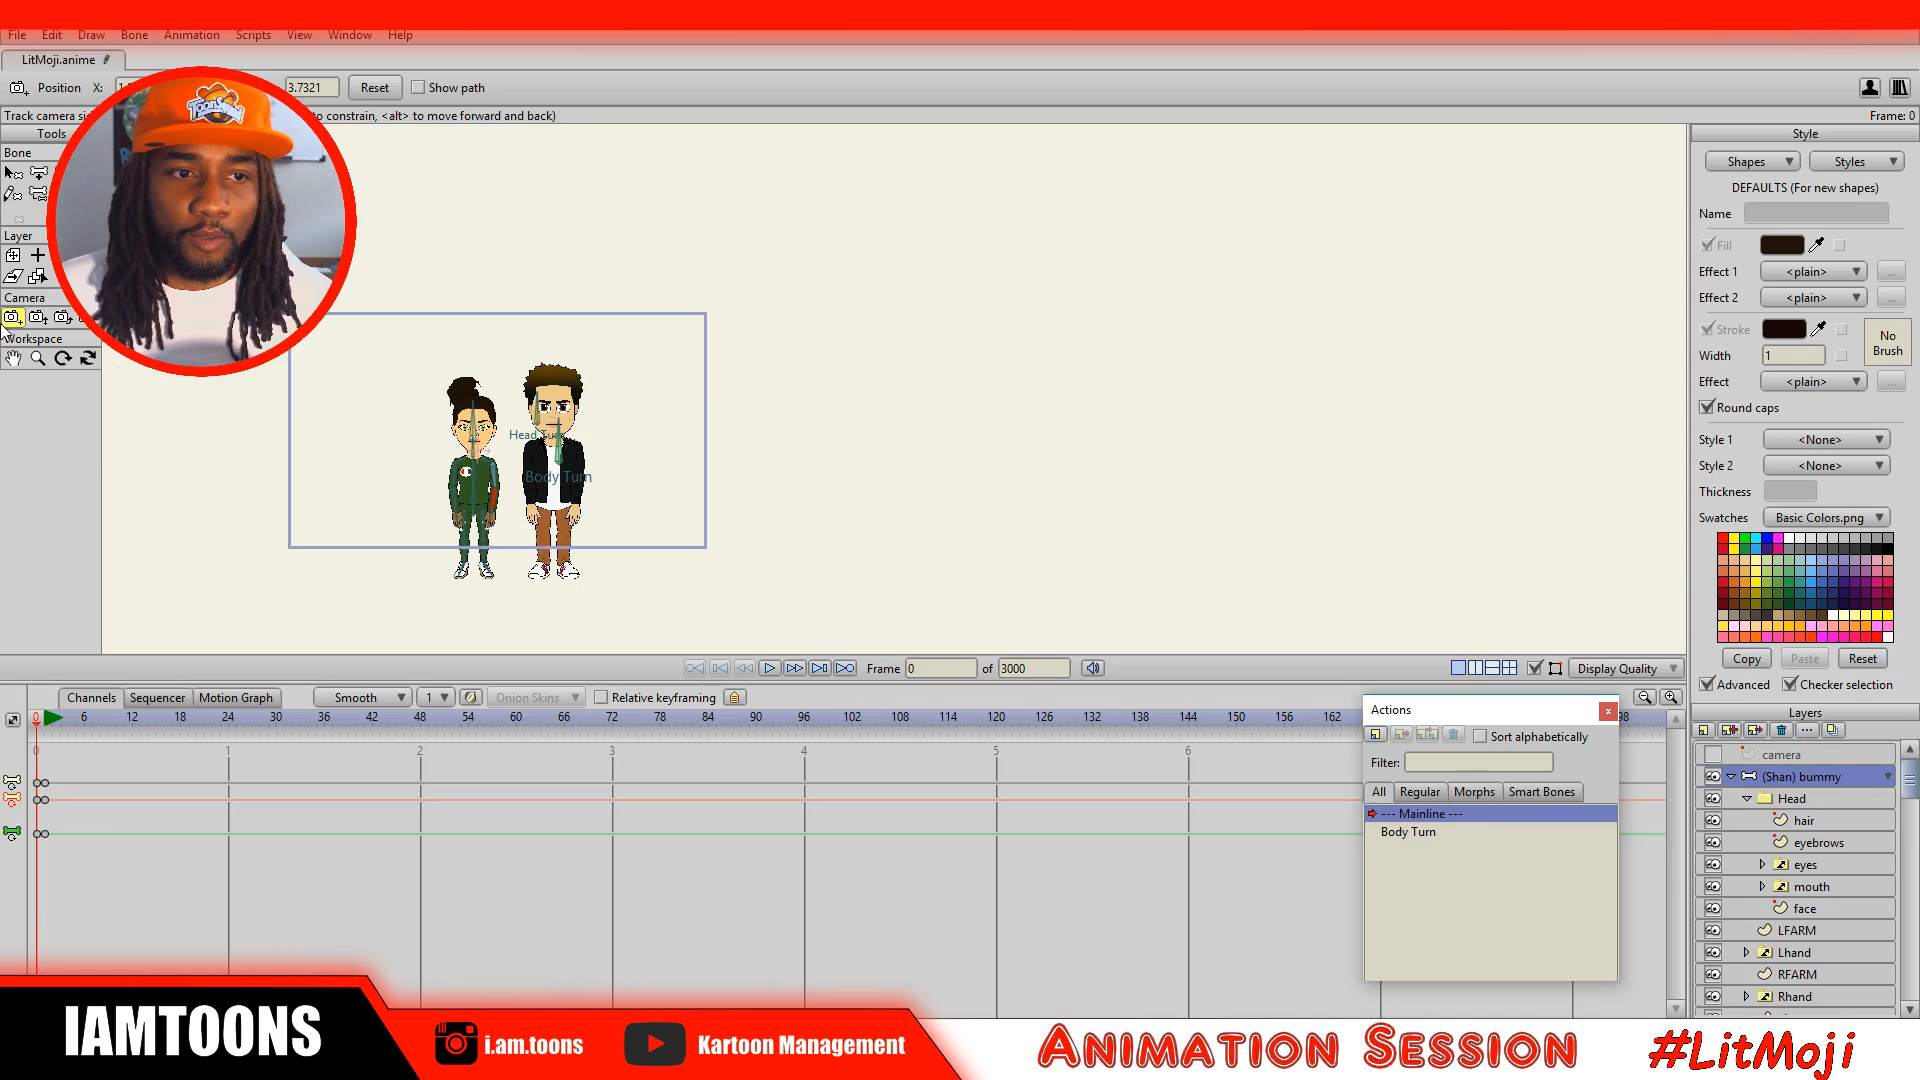 File Edit Draw Bone Animation Scripts View Window Help
LitMoji.anime
Position X: 3.7321 Reset Show path
Track camera to constrain, <alt> to move forward and back) Frame: 0
Tools
Bone
Layer
Camera
Workspace
TOONS
Head Turn
Body Turn
Style
Shapes Styles
DEFAULTS (For new shapes)
Name
Fill
Effect 1 <plain> ...
Effect 2 <plain> ...
Stroke No Brush
Width 1
Effect <plain> ...
Round caps
Style 1 <None>
Style 2 <None>
Thickness
Swatches Basic Colors.png
Copy Paste Reset
Advanced Checker selection
Frame 0 of 3000 Display Quality
Channels Sequencer Motion Graph Smooth 1 Onion Skins Relative keyframing
0 6 12 18 24 30 36 42 48 54 60 66 72 78 84 90 96 102 108 114 120 126 132 138 144 150 156 162 98
0 1 2 3 4 5 6
Actions
Sort alphabetically
Filter:
All Regular Morphs Smart Bones
--- Mainline ---
Body Turn
Layers
camera
(Shan) bummy
Head
hair
eyebrows
eyes
mouth
face
LFARM
Lhand
RFARM
Rhand
IAMTOONS
i.am.toons
Kartoon Management
Animation Session
#LitMoji